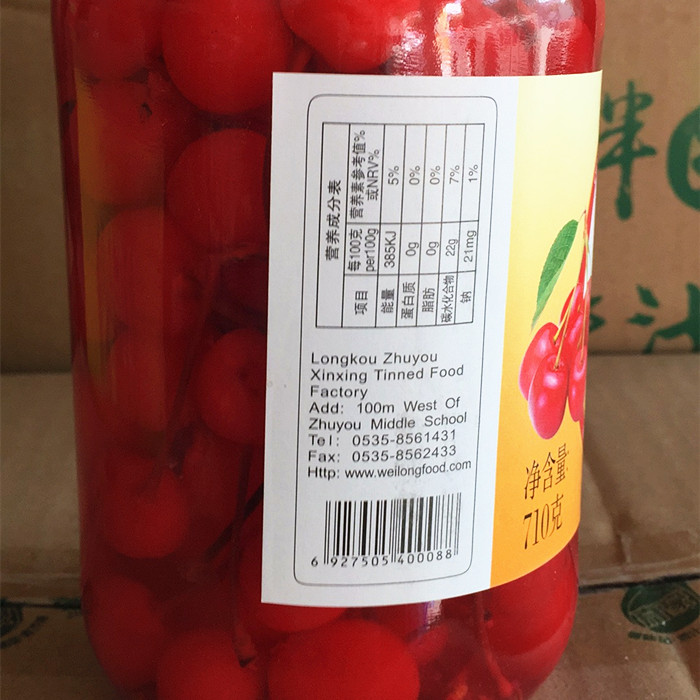 营养成分表
项目 每100克 per100g 营养素参考值% 或NRV%
能量 385KJ 5%
蛋白质 0g 0%
脂肪 0g 0%
碳水化合物 22g 7%
钠 21mg 1%
Longkou Zhuyou
Xinxing Tinned Food
Factory
Add: 100m West Of
Zhuyou Middle School
Tel: 0535-8561431
Fax: 0535-8562433
Http: www.weilongfood.com
6 927505 400088
净含量
710克